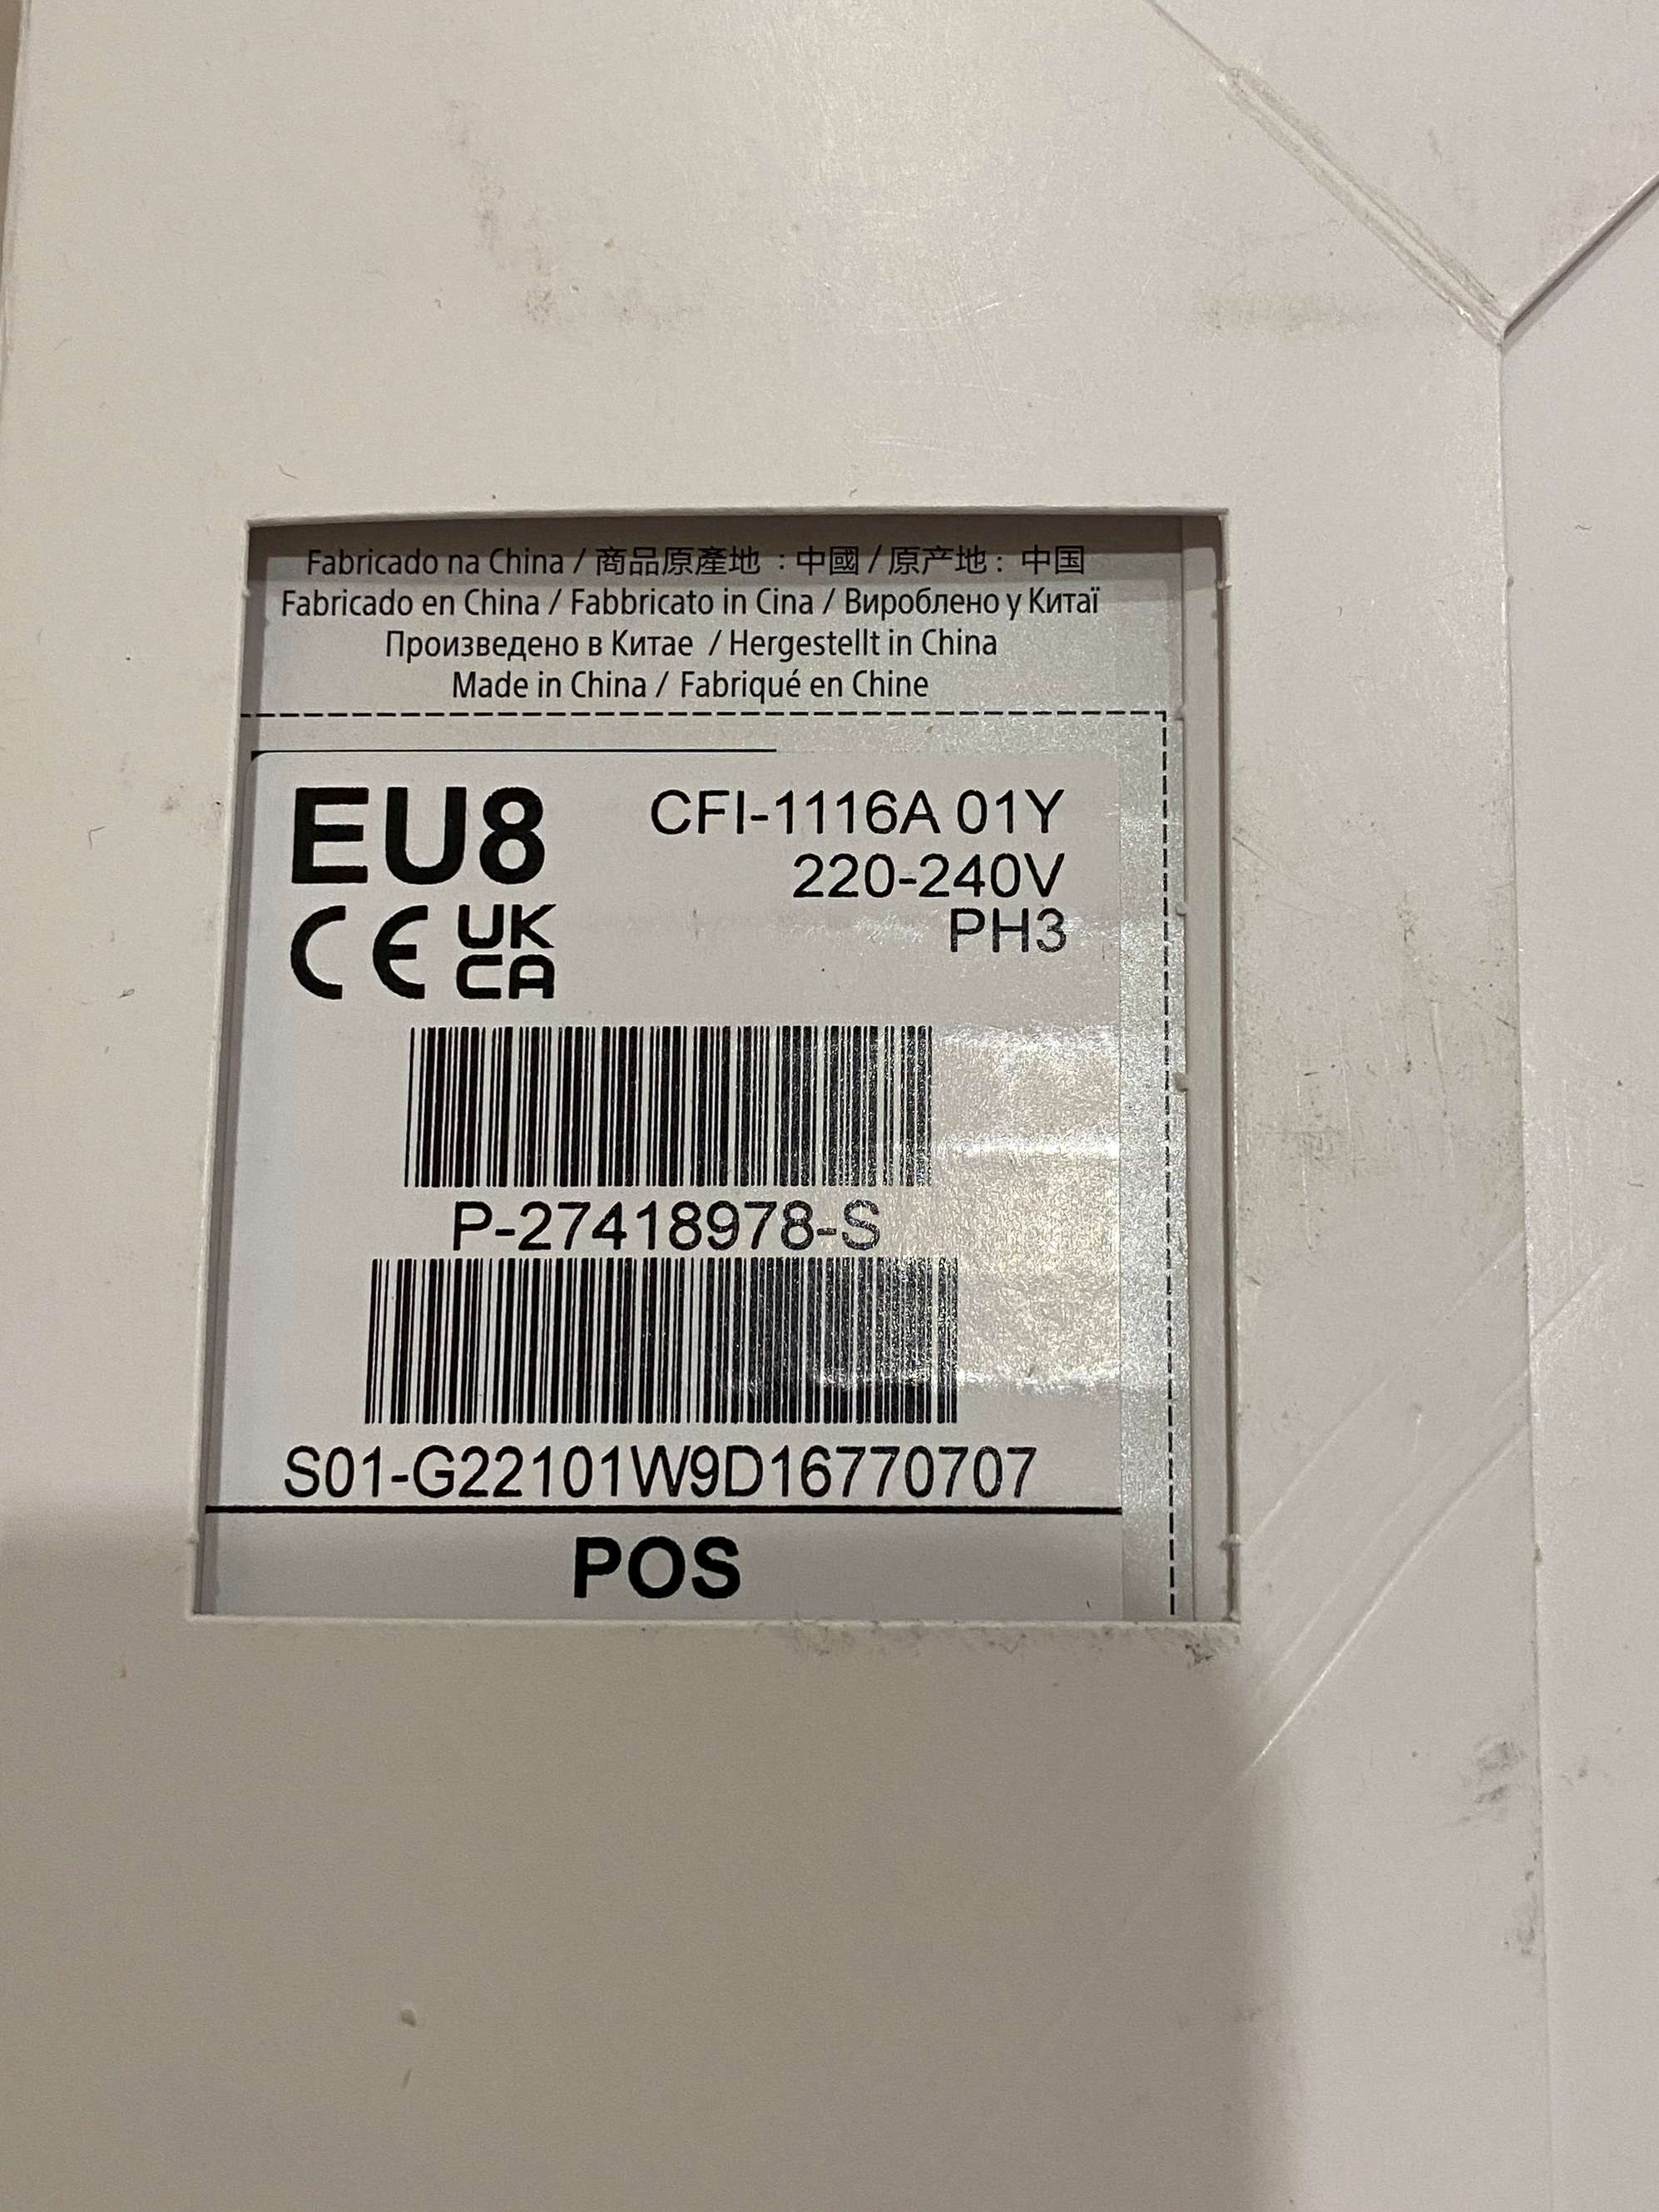 Fabricado na China / 商品原產地 : 中國 / 原产地 : 中国
Fabricado en China / Fabbricato in Cina / Вироблено у Китаї
Произведено в Китае / Hergestellt in China
Made in China / Fabriqué en Chine
EU8
CFI-1116A 01Y
220-240V
PH3
CE UK
CA
P-27418978-S
S01-G22101W9D16770707
POS